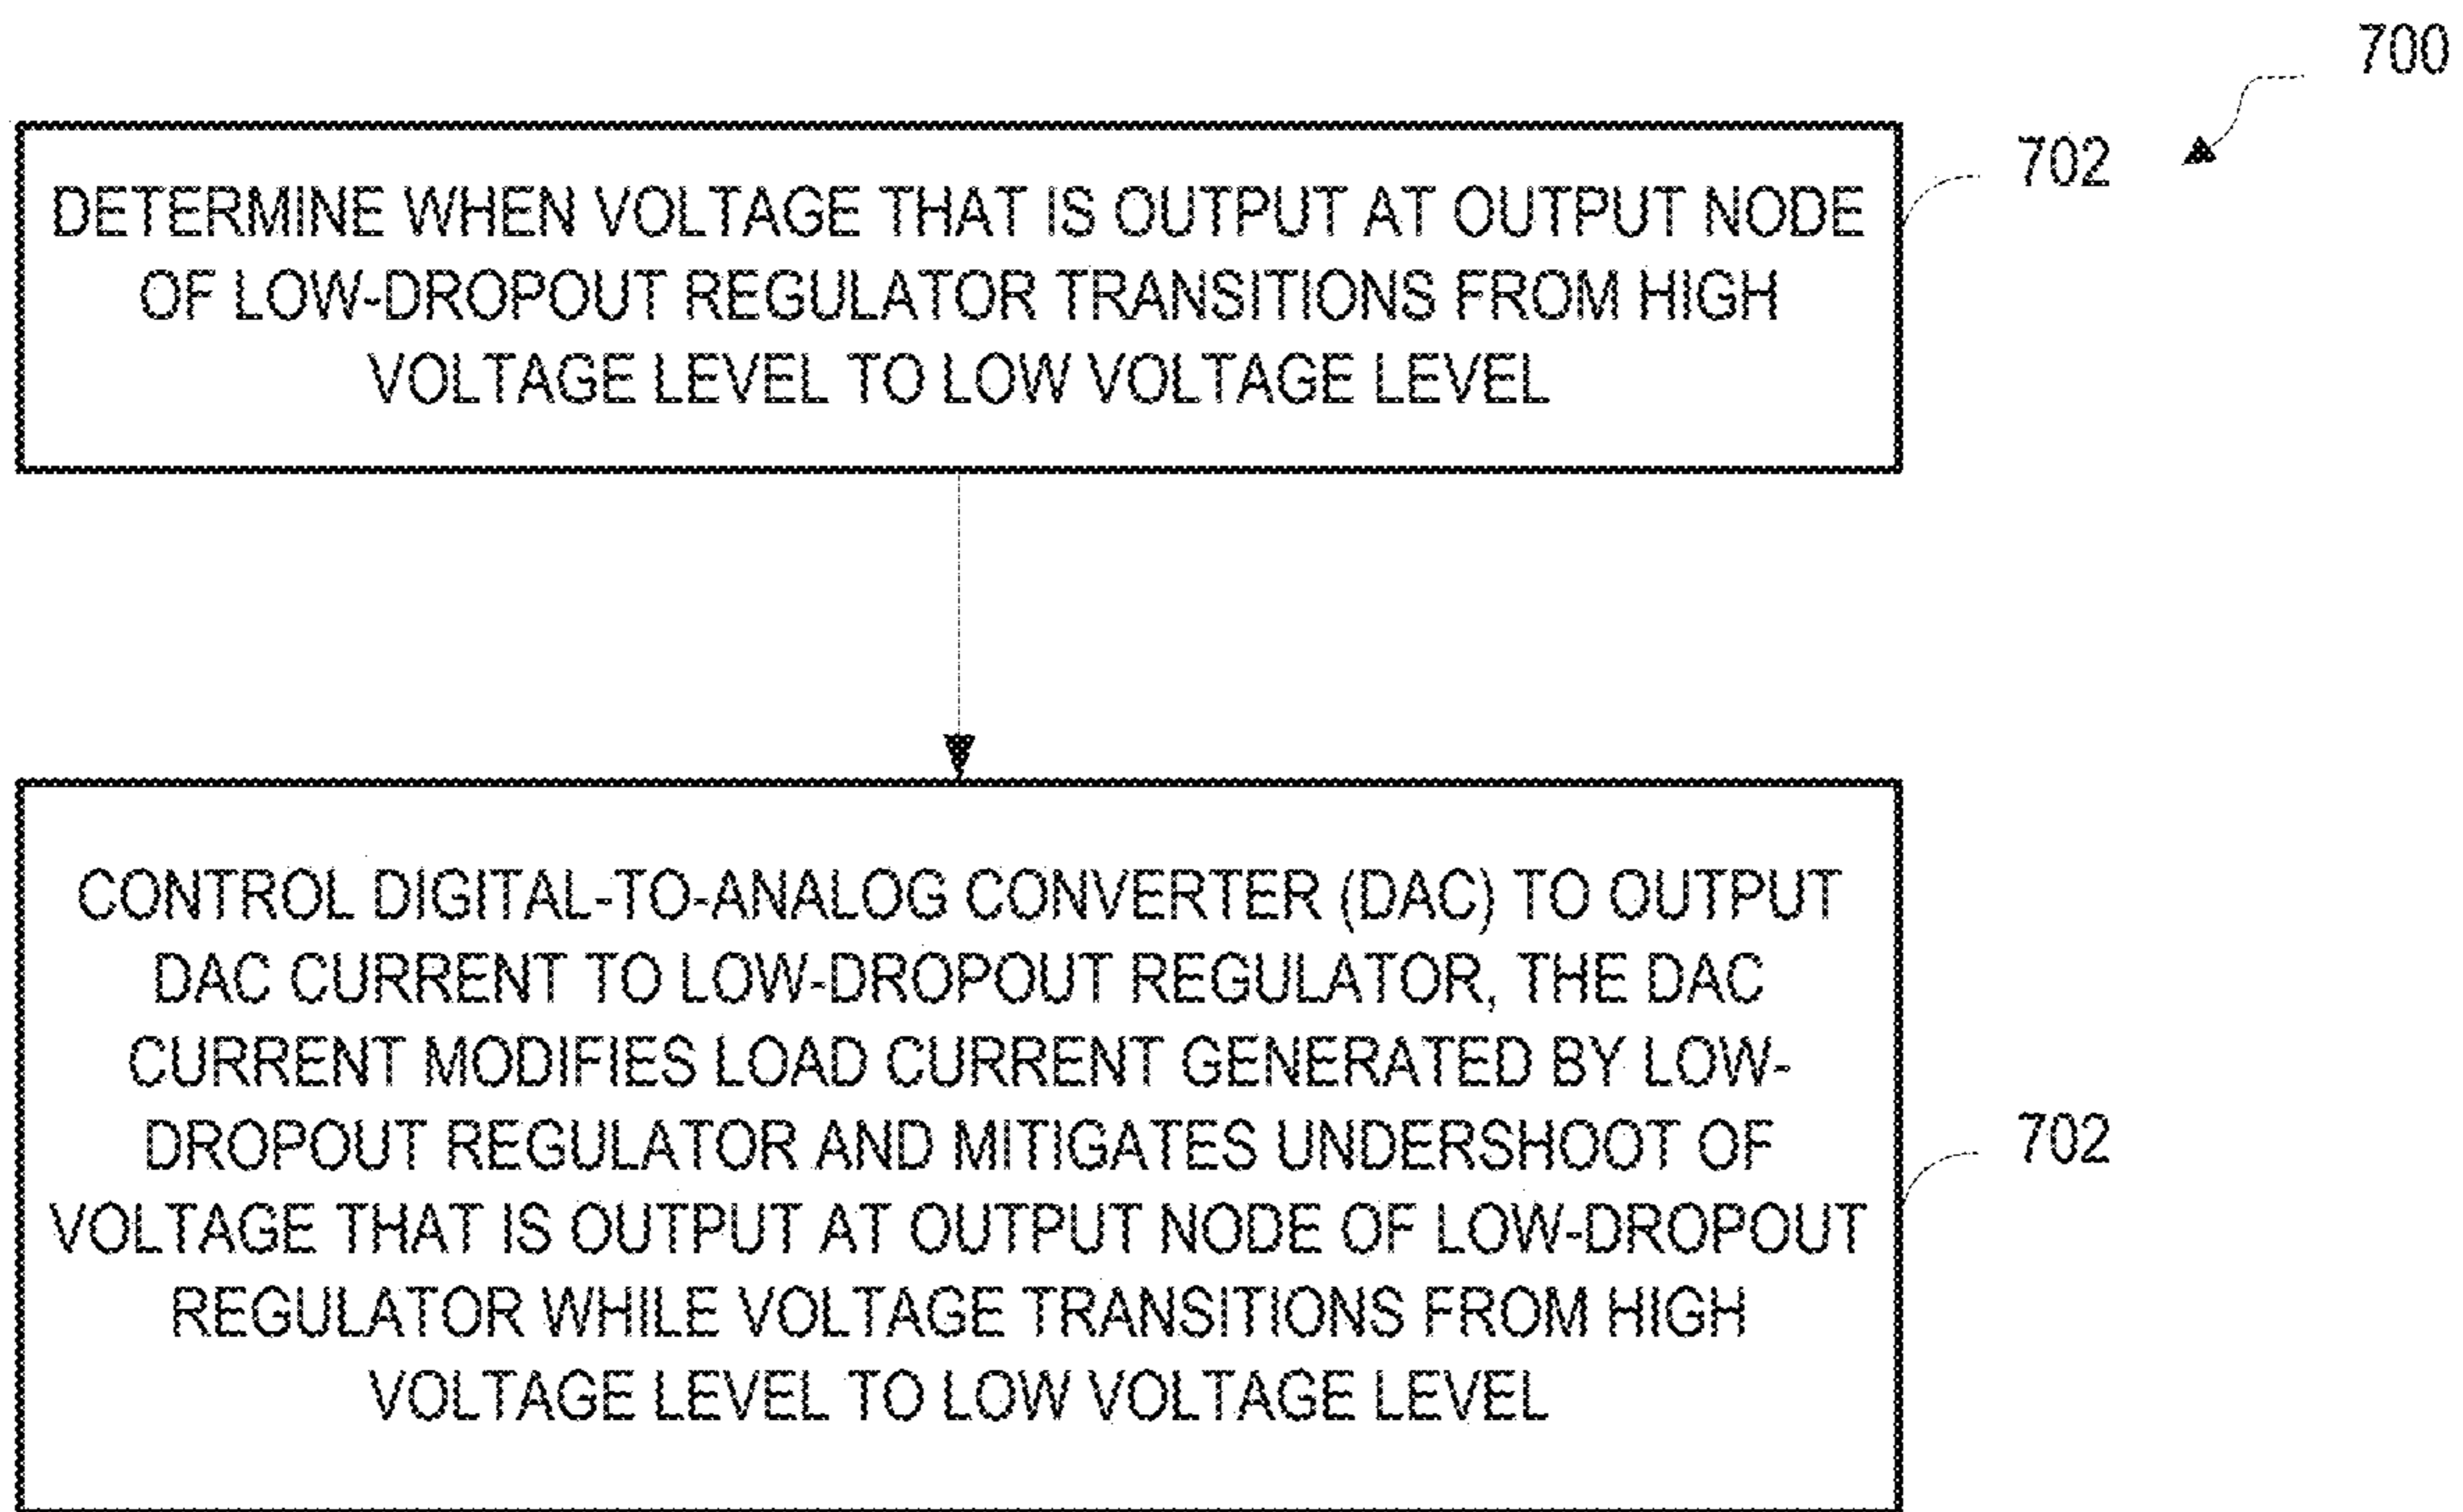 700
702
DETERMINE WHEN VOLTAGE THAT IS OUTPUT AT OUTPUT NODE
OF LOW-DROPOUT REGULATOR TRANSITIONS FROM HIGH
VOLTAGE LEVEL TO LOW VOLTAGE LEVEL
CONTROL DIGITAL-TO-ANALOG CONVERTER (DAC) TO OUTPUT
DAC CURRENT TO LOW-DROPOUT REGULATOR, THE DAC
CURRENT MODIFIES LOAD CURRENT GENERATED BY LOW-
DROPOUT REGULATOR AND MITIGATES UNDERSHOOT OF
VOLTAGE THAT IS OUTPUT AT OUTPUT NODE OF LOW-DROPOUT
REGULATOR WHILE VOLTAGE TRANSITIONS FROM HIGH
VOLTAGE LEVEL TO LOW VOLTAGE LEVEL
702